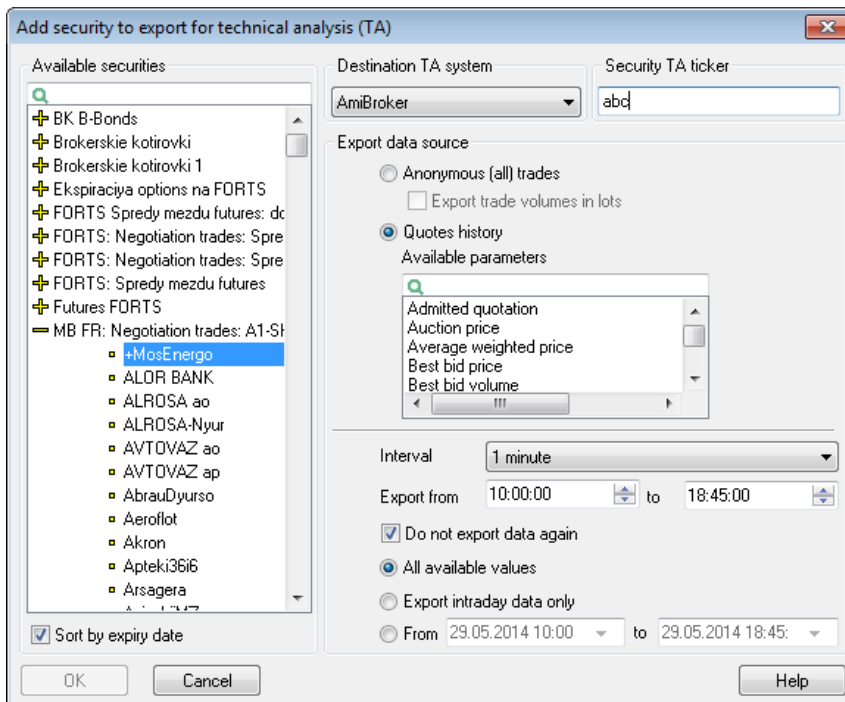 Add security to export for technical analysis (TA)
Available securities
BK B-Bonds
Brokerskie kotirovki
Brokerskie kotirovki 1
Ekspiraciya options na FORTS
FORTS Spredy mezdu futures: do
FORTS: Negotiation trades: Spre
FORTS: Negotiation trades: Spre
FORTS: Spredy mezdu futures
Futures FORTS
MB FR: Negotiation trades: A1-SH
+MosEnergo
ALOR BANK
ALROSA ao
ALROSA-Nyur
AVTOVAZ ao
AVTOVAZ ap
AbrauDyurso
Aeroflot
Akron
Apteki36i6
Arsagera
Sort by expiry date
Destination TA system
AmiBroker
Security TA ticker
abc
Export data source
Anonymous (all) trades
Export trade volumes in lots
Quotes history
Available parameters
Admitted quotation
Auction price
Average weighted price
Best bid price
Best bid volume
Interval 1 minute
Export from 10:00:00 to 18:45:00
Do not export data again
All available values
Export intraday data only
From 29.05.2014 10:00 to 29.05.2014 18:45:
OK Cancel Help